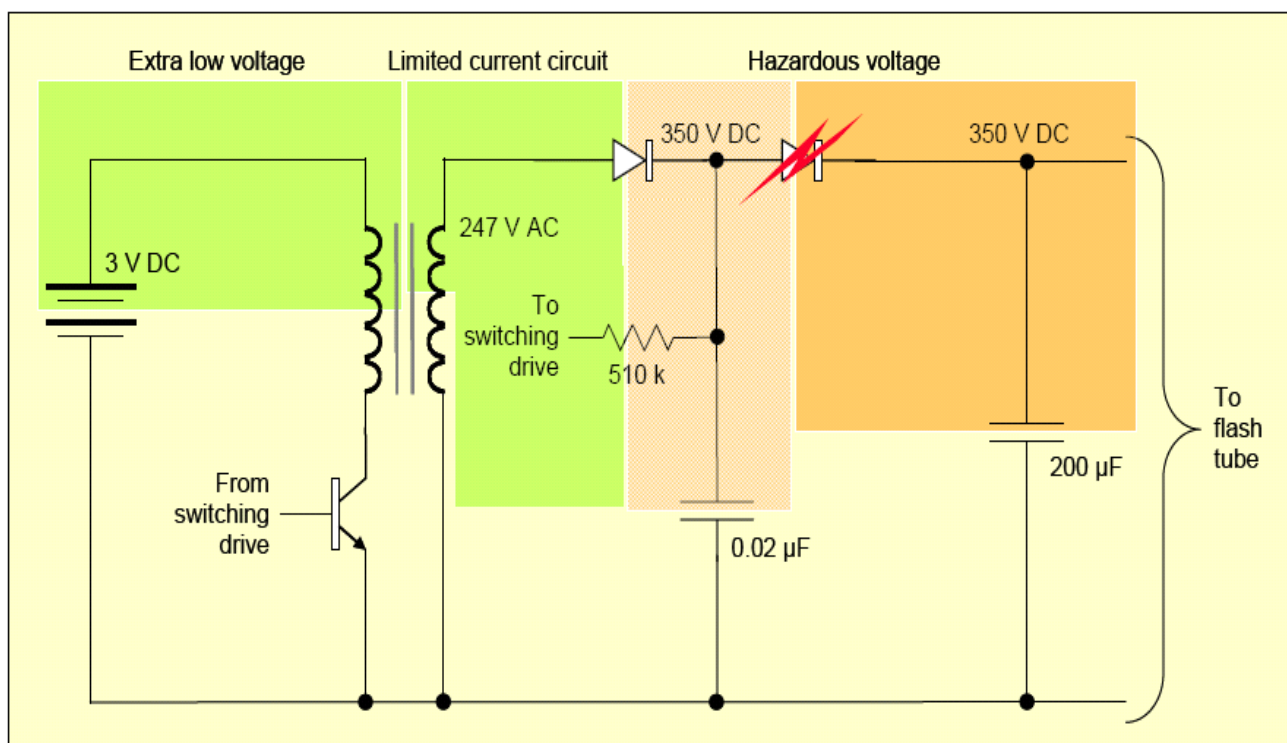 Extra low voltage
Limited current circuit
Hazardous voltage
350 V DC
350 V DC
247 V AC
3 V DC
To
switching
drive
510 k
To
flash
tube
200 µF
From
switching
drive
0.02 µF